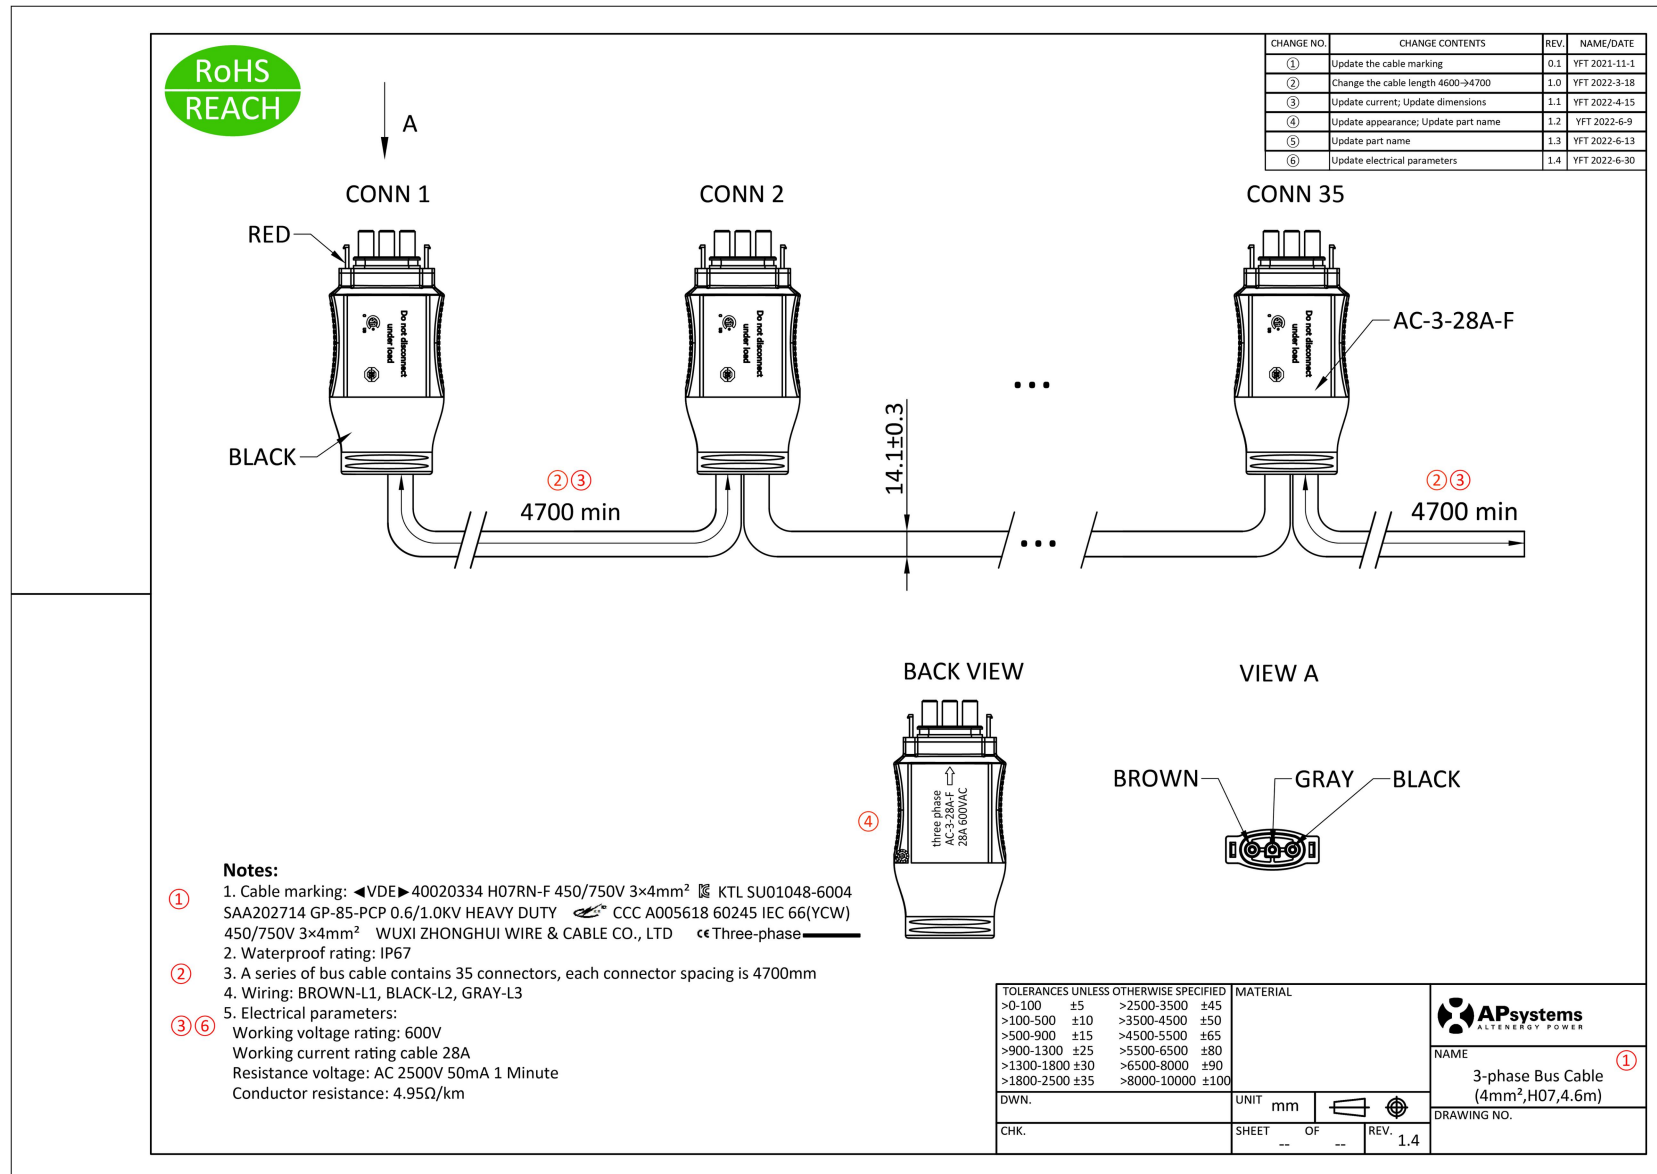 RoHS
REACH
CHANGE NO. CHANGE CONTENTS REV. NAME/DATE
① Update the cable marking 0.1 YFT 2021-11-1
② Change the cable length 4600→4700 1.0 YFT 2022-3-18
③ Update current; Update dimensions 1.1 YFT 2022-4-15
④ Update appearance; Update part name 1.2 YFT 2022-6-9
⑤ Update part name 1.3 YFT 2022-6-13
⑥ Update electrical parameters 1.4 YFT 2022-6-30
A
CONN 1 CONN 2 CONN 35
RED
Do not disconnect
under load
Do not disconnect
under load
Do not disconnect
under load
AC-3-28A-F
BLACK
14.1±0.3
②③ ②③
4700 min 4700 min
... ...
BACK VIEW VIEW A
three phase
AC-3-28A-F
28A 600VAC
④
BROWN GRAY BLACK
Notes:
① 1. Cable marking: ◀VDE▶40020334 H07RN-F 450/750V 3×4mm² KTL SU01048-6004
SAA202714 GP-85-PCP 0.6/1.0KV HEAVY DUTY CCC A005618 60245 IEC 66(YCW)
450/750V 3×4mm² WUXI ZHONGHUI WIRE & CABLE CO., LTD CE Three-phase
2. Waterproof rating: IP67
② 3. A series of bus cable contains 35 connectors, each connector spacing is 4700mm
4. Wiring: BROWN-L1, BLACK-L2, GRAY-L3
③⑥ 5. Electrical parameters:
Working voltage rating: 600V
Working current rating cable 28A
Resistance voltage: AC 2500V 50mA 1 Minute
Conductor resistance: 4.95Ω/km
TOLERANCES UNLESS OTHERWISE SPECIFIED
>0-100 ±5 >2500-3500 ±45
>100-500 ±10 >3500-4500 ±50
>500-900 ±15 >4500-5500 ±65
>900-1300 ±25 >5500-6500 ±80
>1300-1800 ±30 >6500-8000 ±90
>1800-2500 ±35 >8000-10000 ±100
MATERIAL
APsystems
ALTENERGY POWER
NAME ①
3-phase Bus Cable
(4mm²,H07,4.6m)
DRAWING NO.
DWN.
UNIT mm
CHK.
SHEET -- OF --
REV. 1.4